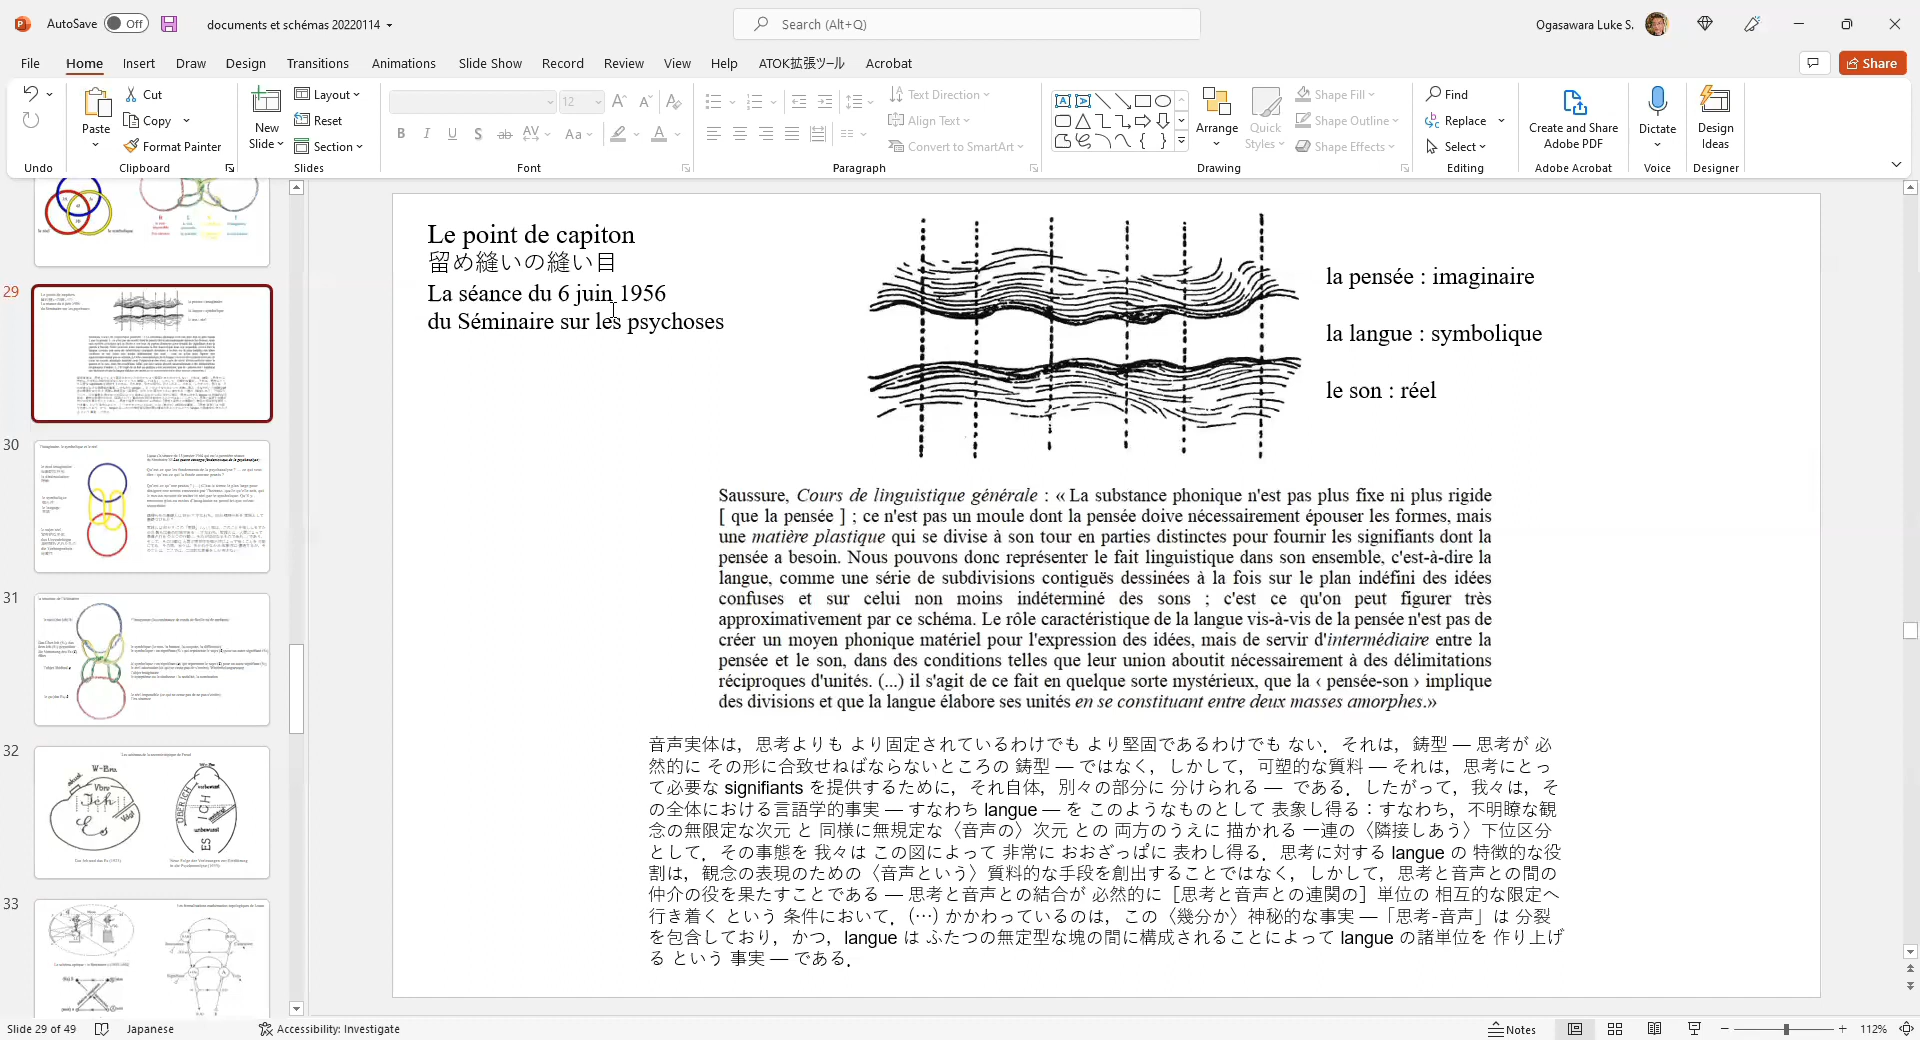 AutoSave Off documents et schémas 20220114 Search (Alt+Q) Ogasawara Luke S.
File Home Insert Draw Design Transitions Animations Slide Show Record Review View Help ATOK拡張ツール Acrobat Share
Cut Layout 12 Text Direction Shape Fill Find
Copy Reset Align Text Shape Outline Replace
Paste New Slide Arrange Quick Styles Create and Share Adobe PDF Dictate Design Ideas
Format Painter Section Convert to SmartArt Shape Effects Select
Undo Clipboard Slides Font Paragraph Drawing Editing Adobe Acrobat Voice Designer
29
30
31
32
33
Le point de capiton
留め縫いの縫い目
La séance du 6 juin 1956
du Séminaire sur les psychoses
la pensée : imaginaire
la langue : symbolique
le son : réel
Saussure, Cours de linguistique générale : « La substance phonique n'est pas plus fixe ni plus rigide
[ que la pensée ] ; ce n'est pas un moule dont la pensée doive nécessairement épouser les formes, mais
une matière plastique qui se divise à son tour en parties distinctes pour fournir les signifiants dont la
pensée a besoin. Nous pouvons donc représenter le fait linguistique dans son ensemble, c'est-à-dire la
langue, comme une série de subdivisions contiguës dessinées à la fois sur le plan indéfini des idées
confuses et sur celui non moins indéterminé des sons ; c'est ce qu'on peut figurer très
approximativement par ce schéma. Le rôle caractéristique de la langue vis-à-vis de la pensée n'est pas de
créer un moyen phonique matériel pour l'expression des idées, mais de servir d'intermédiaire entre la
pensée et le son, dans des conditions telles que leur union aboutit nécessairement à des délimitations
réciproques d'unités. (...) il s'agit de ce fait en quelque sorte mystérieux, que la ‹ pensée-son › implique
des divisions et que la langue élabore ses unités en se constituant entre deux masses amorphes.»
音声実体は，思考よりも より固定されているわけでも より堅固であるわけでも ない．それは，鋳型 — 思考が 必
然的に その形に合致せねばならないところの 鋳型 — ではなく，しかして，可塑的な質料 — それは，思考にとっ
て必要な signifiants を提供するために，それ自体，別々の部分に 分けられる — である．したがって，我々は，そ
の全体における言語学的事実 — すなわち langue — を このようなものとして 表象し得る：すなわち，不明瞭な観
念の無限定な次元 と 同様に無規定な〈音声の〉次元 との 両方のうえに 描かれる 一連の〈隣接しあう〉下位区分
として．その事態を 我々は この図によって 非常に おおざっぱに 表わし得る．思考に対する langue の 特徴的な役
割は，観念の表現のための〈音声という〉質料的な手段を創出することではなく，しかして，思考と音声との間の
仲介の役を果たすことである — 思考と音声との結合が 必然的に［思考と音声との連関の］単位の 相互的な限定へ
行き着く という 条件において．(…) かかわっているのは，この〈幾分か〉神秘的な事実 —「思考-音声」は 分裂
を包含しており，かつ，langue は ふたつの無定型な塊の間に構成されることによって langue の諸単位を 作り上げ
る という 事実 — である．
Slide 29 of 49 Japanese Accessibility: Investigate Notes 112%